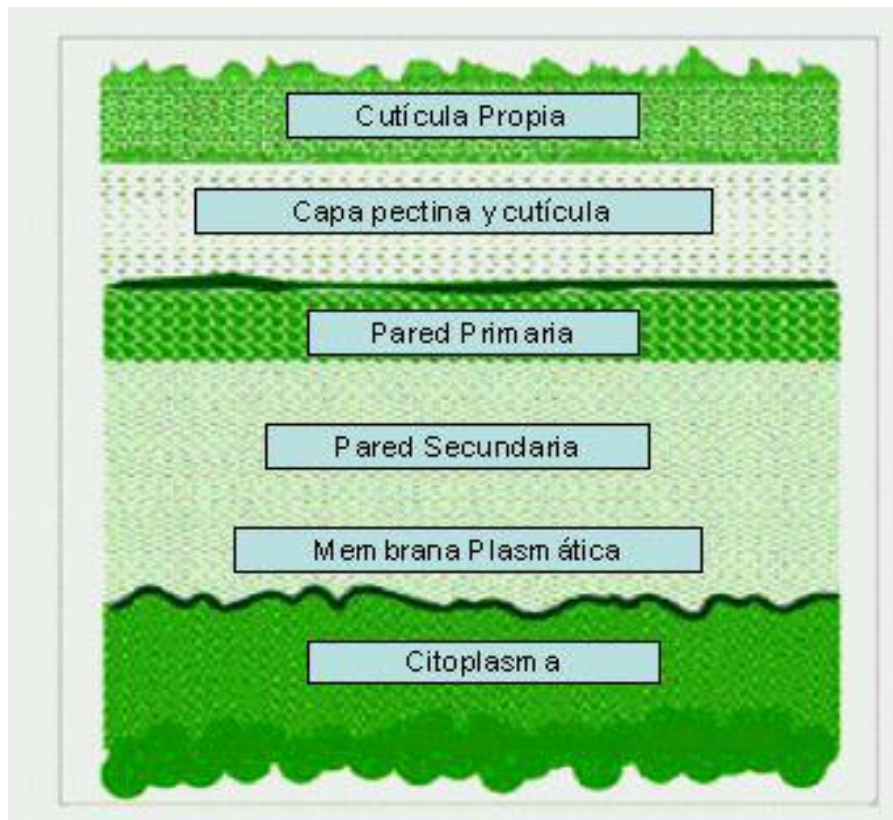 Cutícula Propia
Capa pectina y cutícula
Pared Primaria
Pared Secundaria
Membrana Plasmática
Citoplasma